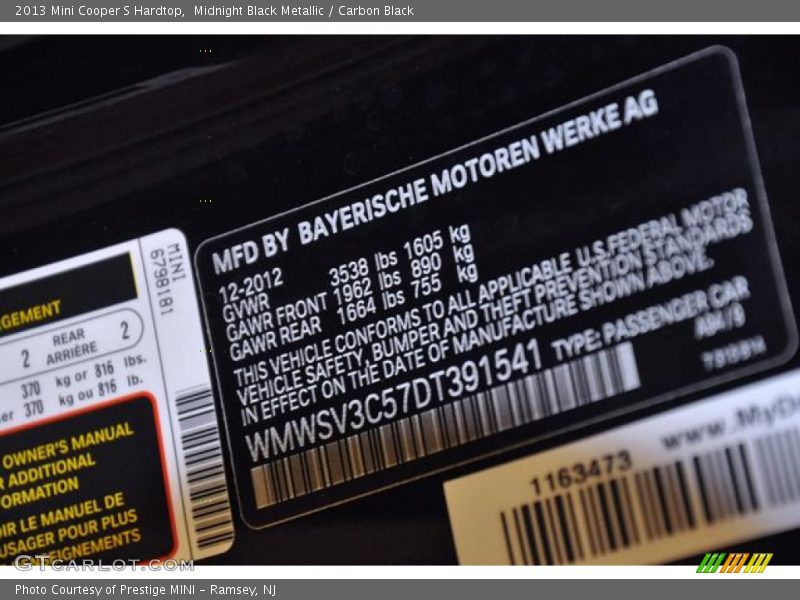 2013 Mini Cooper S Hardtop,  Midnight Black Metallic / Carbon Black
MFD BY BAYERISCHE MOTOREN WERKE AG
12-2012
GVWR 3538 lbs 1605 kg
GAWR FRONT 1962 lbs 890 kg
GAWR REAR 1664 lbs 755 kg
THIS VEHICLE CONFORMS TO ALL APPLICABLE U.S.FEDERAL MOTOR
VEHICLE SAFETY, BUMPER AND THEFT PREVENTION STANDARDS
IN EFFECT ON THE DATE OF MANUFACTURE SHOWN ABOVE.
WMWSV3C57DT391541 TYPE: PASSENGER CAR
MINI
6798181
GEMENT
2 REAR 2
ARRIÈRE
370 kg or 816 lbs.
er 370 kg ou 816 lb.
OWNER'S MANUAL
R ADDITIONAL
ORMATION
OIR LE MANUEL DE
USAGER POUR PLUS
EIGNEMENTS
1163473
www.MyDe
GTCARLOT.COM
Photo Courtesy of Prestige MINI – Ramsey, NJ